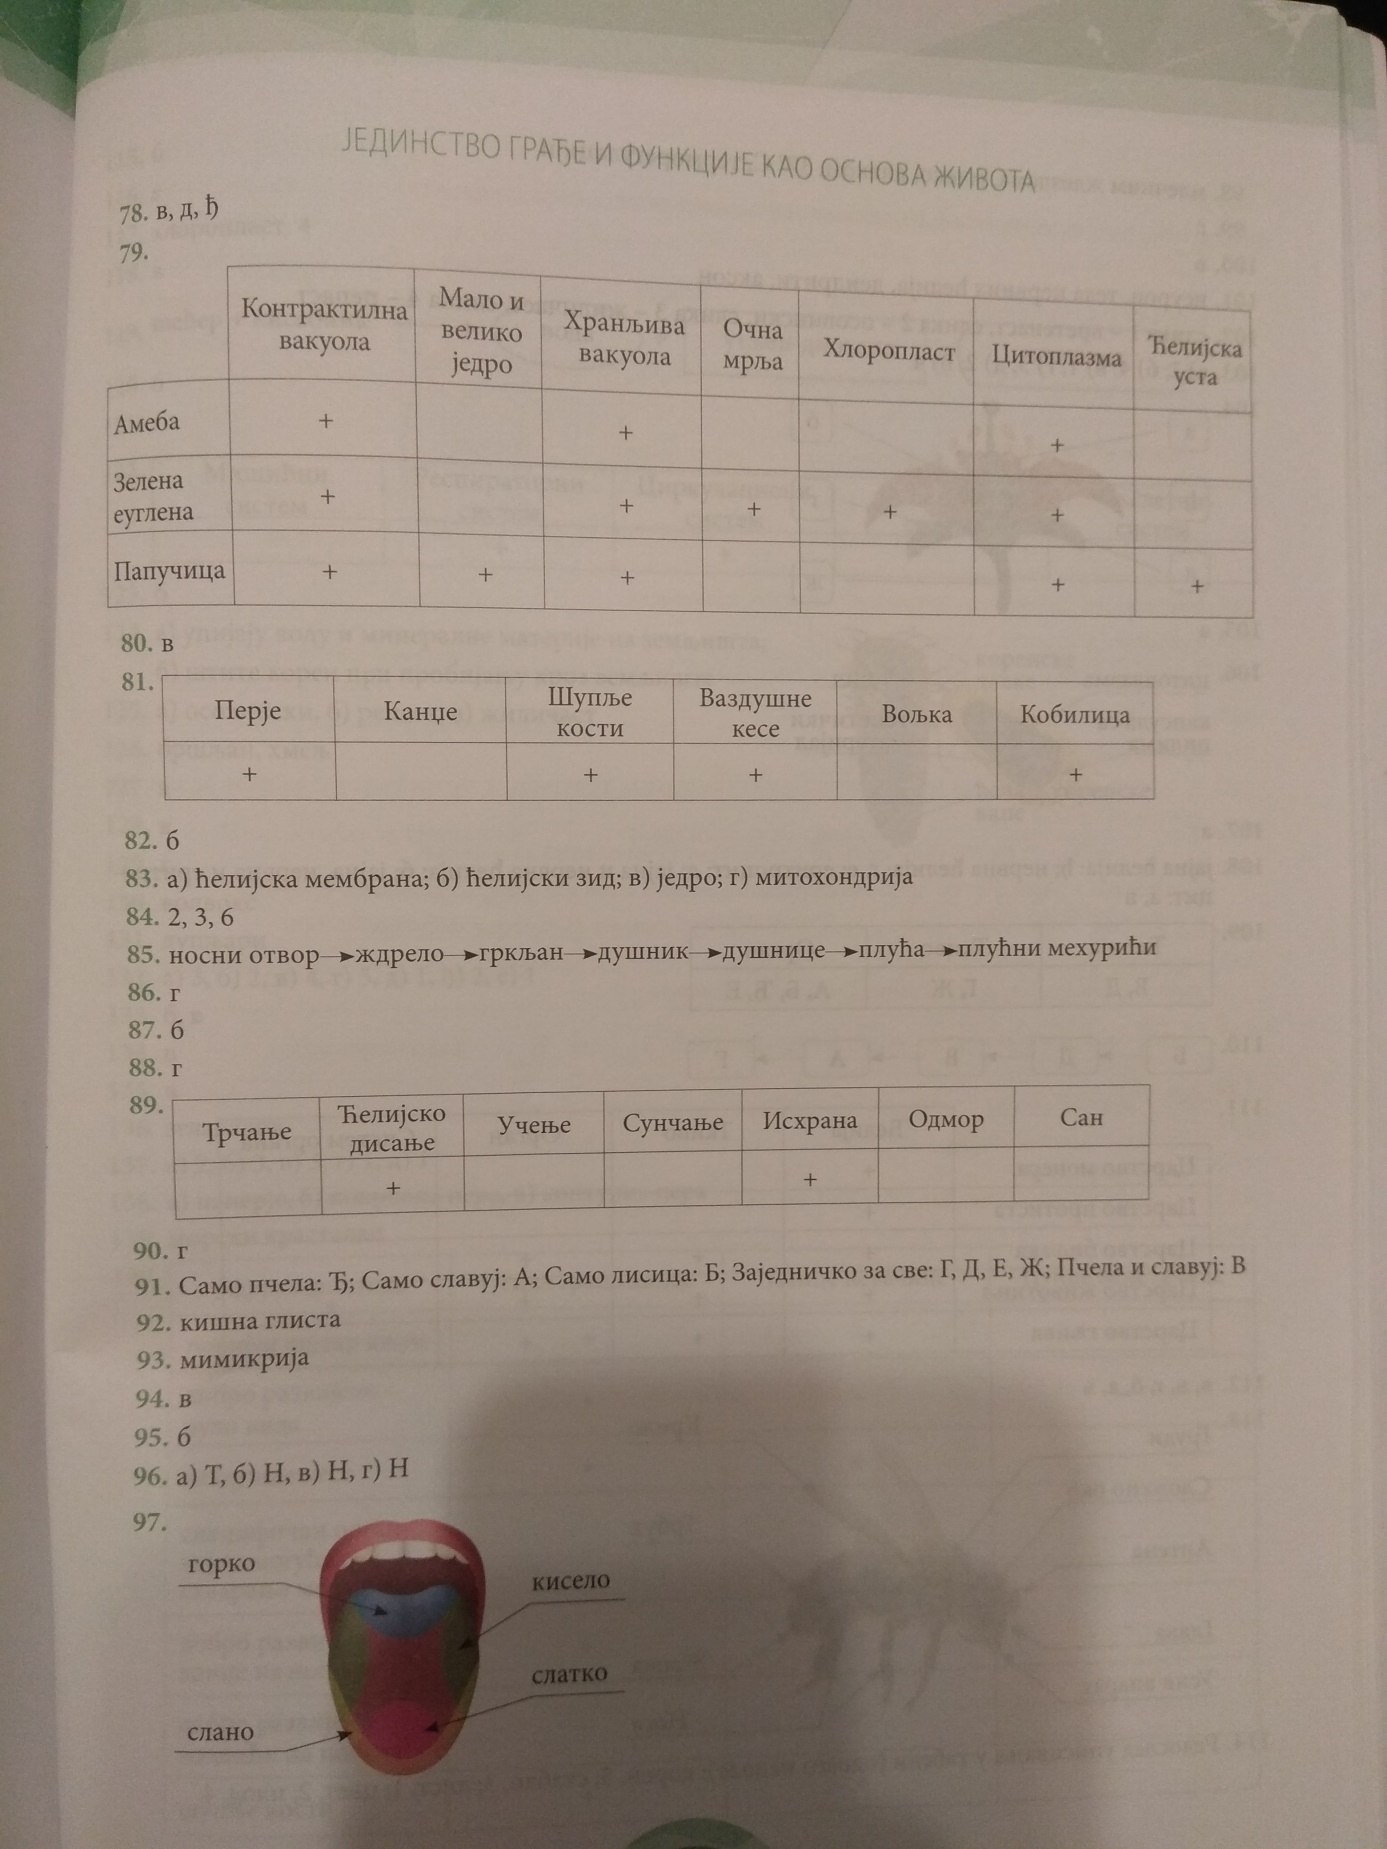 ЈЕДИНСТВО ГРАЂЕ И ФУНКЦИЈЕ КАО ОСНОВА ЖИВОТА
78. в, д, ђ
79.
Контрактилна вакуола
Мало и велико једро
Хранљива вакуола
Очна мрља
Хлоропласт
Цитоплазма
Ћелијска уста
Амеба + + +
Зелена еуглена + + + + +
Папучица + + + + +
80. в
81.
Перје
Канџе
Шупље кости
Ваздушне кесе
Вољка
Кобилица
+ + + +
82. б
83. а) ћелијска мембрана; б) ћелијски зид; в) једро; г) митохондрија
84. 2, 3, 6
85. носни отвор→ждрело→гркљан→душник→душнице→плућа→плућни мехурићи
86. г
87. б
88. г
89.
Трчање
Ћелијско дисање
Учење
Сунчање
Исхрана
Одмор
Сан
+ +
90. г
91. Само пчела: Ђ; Само славуј: А; Само лисица: Б; Заједничко за све: Г, Д, Е, Ж; Пчела и славуј: В
92. кишна глиста
93. мимикрија
94. в
95. б
96. а) Т, б) Н, в) Н, г) Н
97.
горко
кисело
слатко
слано